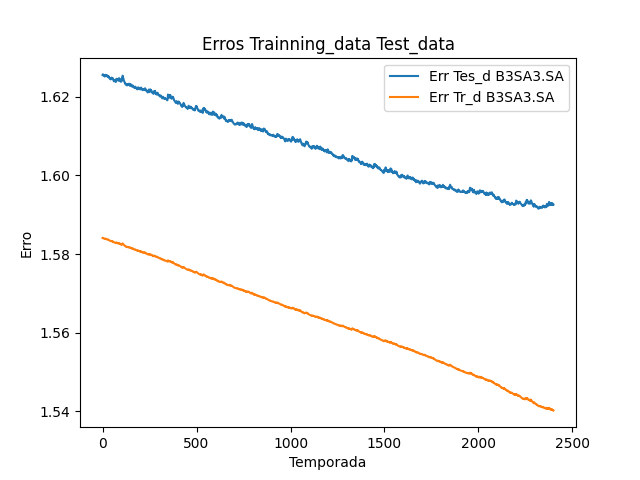 Erros Trainning_data Test_data
Err Tes_d B3SA3.SA
Err Tr_d B3SA3.SA
1.62
1.60
1.58
1.56
1.54
Erro
0
500
1000
1500
2000
2500
Temporada